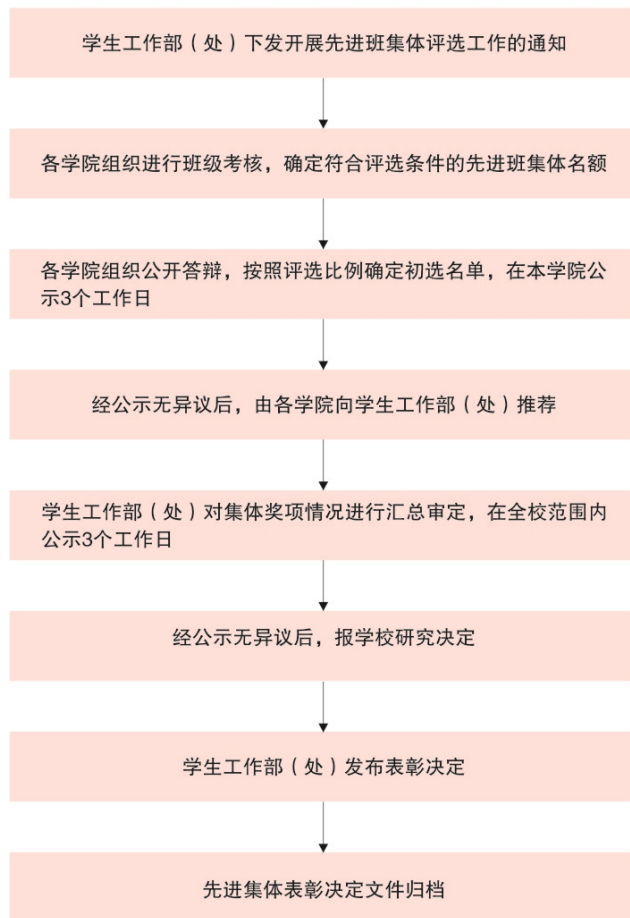 学生工作部（处）下发开展先进班集体评选工作的通知
各学院组织进行班级考核，确定符合评选条件的先进班集体名额
各学院组织公开答辩，按照评选比例确定初选名单，在本学院公
示3个工作日
经公示无异议后，由各学院向学生工作部（处）推荐
学生工作部（处）对集体奖项情况进行汇总审定，在全校范围内
公示3个工作日
经公示无异议后，报学校研究决定
学生工作部（处）发布表彰决定
先进集体表彰决定文件归档